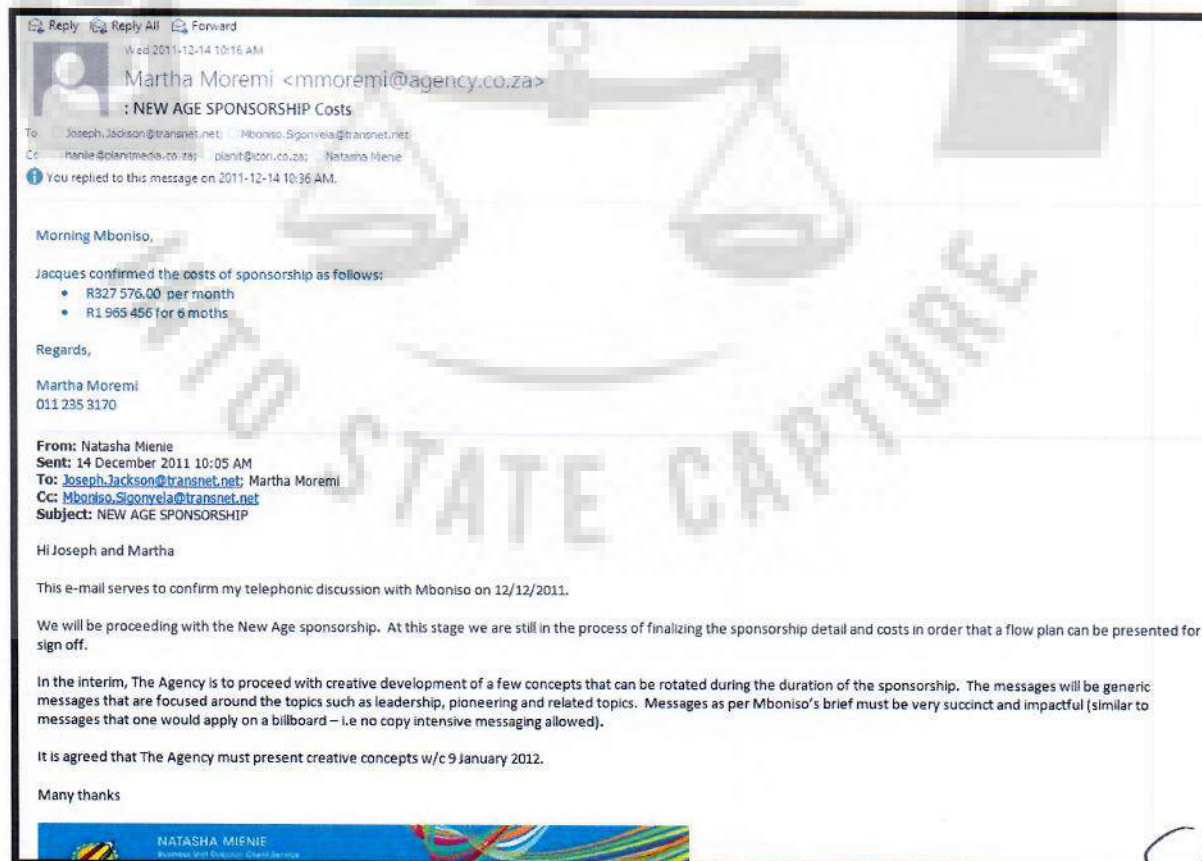 Reply Reply All Forward
Wed 2011-12-14 10:16 AM
Martha Moremi <mmoremi@agency.co.za>
: NEW AGE SPONSORSHIP Costs
To Joseph.Jackson@transnet.net; Mboniso.Sigonyela@transnet.net
Cc hanlie@planitmedia.co.za; planit@icon.co.za; Natasha Mienie
You replied to this message on 2011-12-14 10:36 AM.
Morning Mboniso,
Jacques confirmed the costs of sponsorship as follows:
• R327 576.00 per month
• R1 965 456 for 6 moths
Regards,
Martha Moremi
011 235 3170
From: Natasha Mienie
Sent: 14 December 2011 10:05 AM
To: Joseph.Jackson@transnet.net; Martha Moremi
Cc: Mboniso.Sigonyela@transnet.net
Subject: NEW AGE SPONSORSHIP
Hi Joseph and Martha
This e-mail serves to confirm my telephonic discussion with Mboniso on 12/12/2011.
We will be proceeding with the New Age sponsorship. At this stage we are still in the process of finalizing the sponsorship detail and costs in order that a flow plan can be presented for
sign off.
In the interim, The Agency is to proceed with creative development of a few concepts that can be rotated during the duration of the sponsorship. The messages will be generic
messages that are focused around the topics such as leadership, pioneering and related topics. Messages as per Mboniso's brief must be very succinct and impactful (similar to
messages that one would apply on a billboard – i.e no copy intensive messaging allowed).
It is agreed that The Agency must present creative concepts w/c 9 January 2012.
Many thanks
NATASHA MIENIE
Business Unit Director: Client Service
INTO STATE CAPTURE